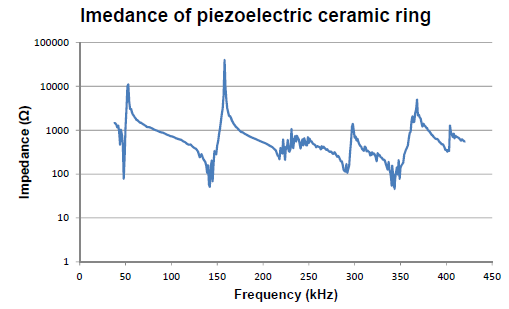 Imedance of piezoelectric ceramic ring
100000
10000
1000
100
10
1
Impedance (Ω)
0 50 100 150 200 250 300 350 400 450
Frequency (kHz)